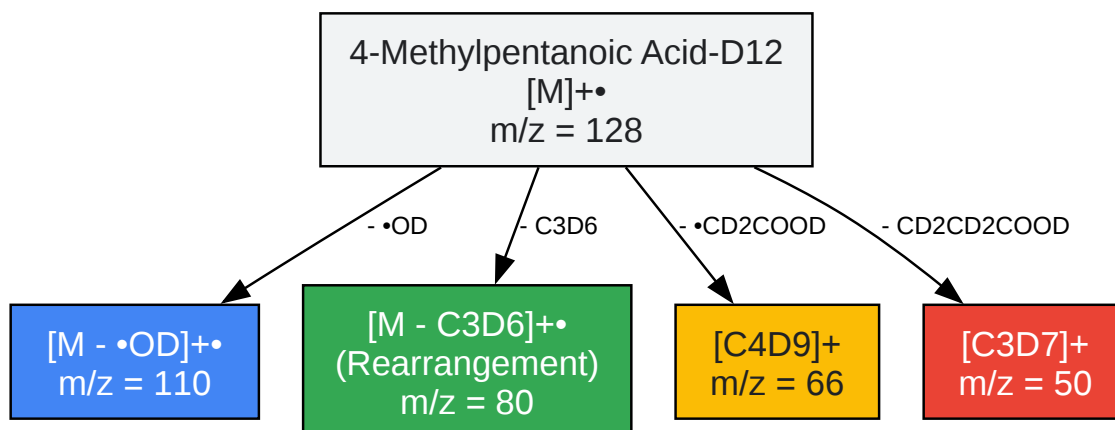 4-Methylpentanoic Acid-D12
[M]+•
m/z = 128
- •OD
- C3D6
- •CD2COOD
- CD2CD2COOD
[M - •OD]+•
m/z = 110
[M - C3D6]+•
(Rearrangement)
m/z = 80
[C4D9]+
m/z = 66
[C3D7]+
m/z = 50